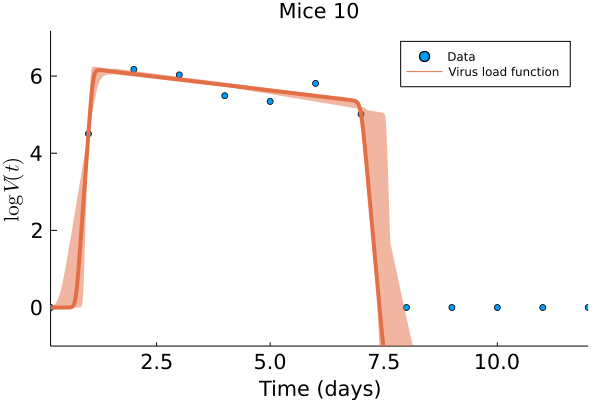 Mice 10
Data
Virus load function
6
4
2
0
log V(t)
2.5 5.0 7.5 10.0
Time (days)